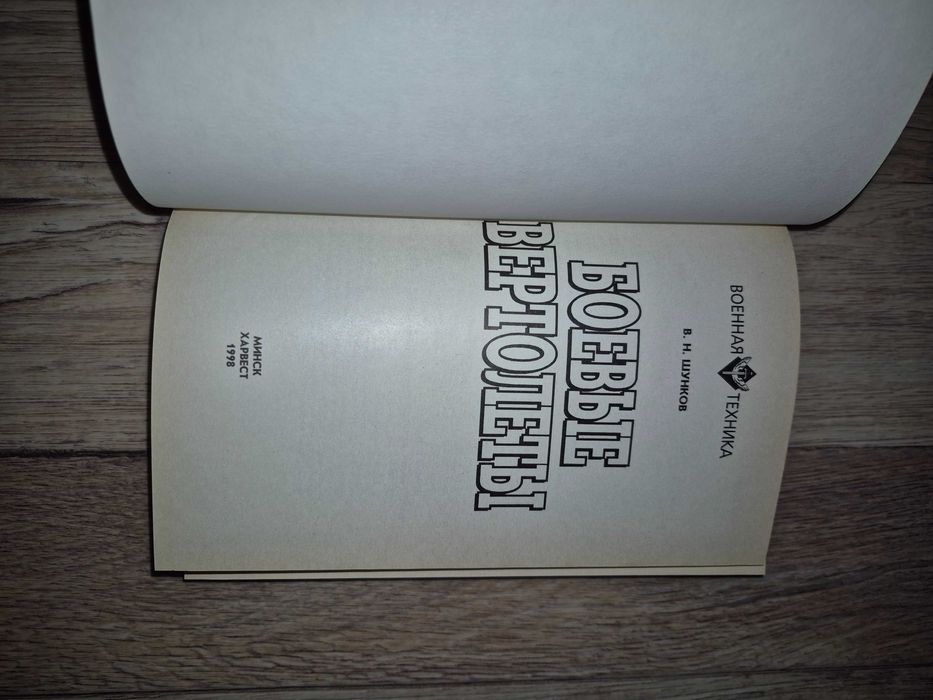 ВОЕННАЯ ТЕХНИКА
В. Н. ШУНКОВ
БОЕВЫЕ
ВЕРТОЛЕТЫ
МИНСК
ХАРВЕСТ
1998